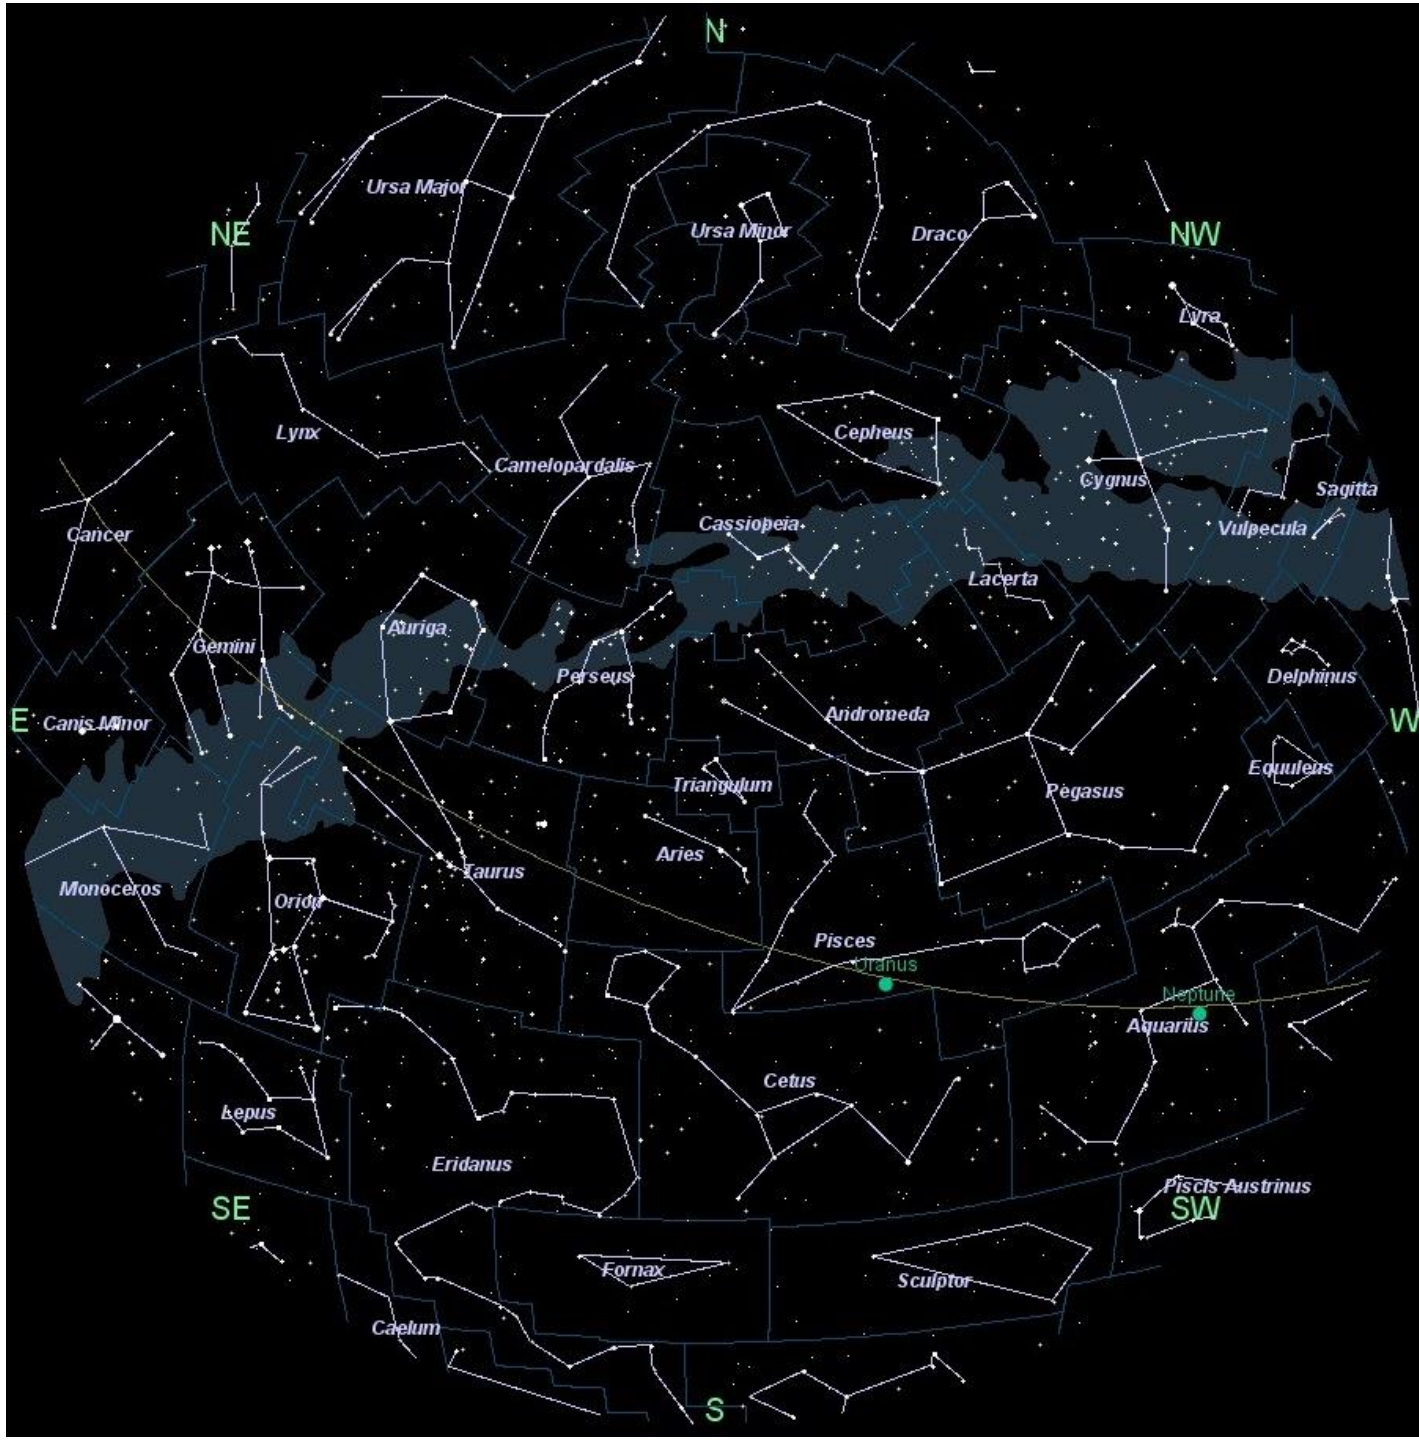 N
Ursa Major
NE
Ursa Minor
Draco
NW
Lyra
Lynx
Cepheus
Camelopardalis
Cygnus
Sagitta
Cassiopeia
Vulpecula
Cancer
Lacerta
Auriga
Gemini
Perseus
Delphinus
E
Canis Minor
Andromeda
W
Triangulum
Equuleus
Pegasus
Aries
Taurus
Monoceros
Orion
Pisces
Uranus
Neptune
Aquarius
Cetus
Lepus
Eridanus
Piscis Austrinus
SE
SW
Fornax
Sculptor
Caelum
S